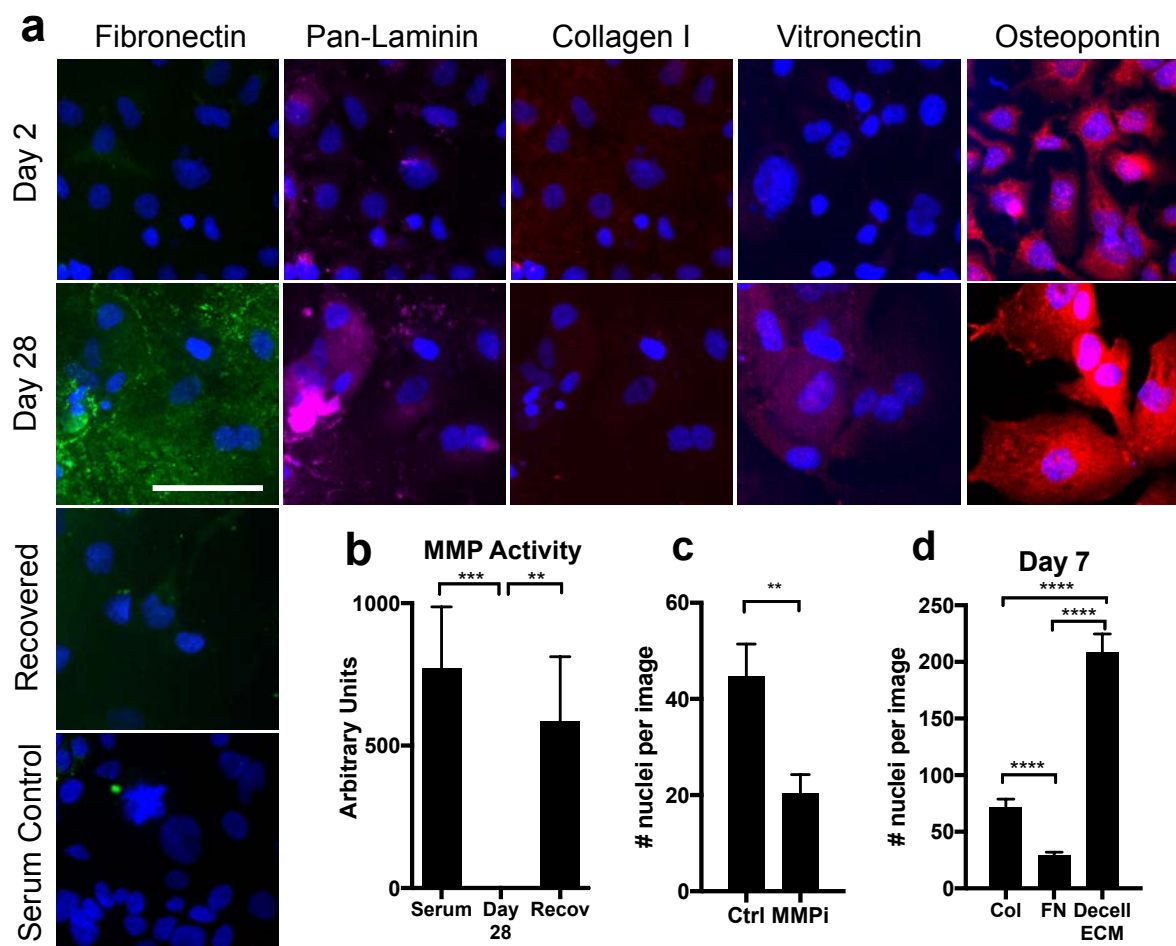 a
Fibronectin
Pan-Laminin
Collagen I
Vitronectin
Osteopontin
Day 2
Day 28
Recovered
Serum Control
b
MMP Activity
***
**
Arbitrary Units
1000
500
0
Serum
Day
28
Recov
c
**
# nuclei per image
60
40
20
0
Ctrl
MMPi
d
Day 7
****
****
****
# nuclei per image
250
200
150
100
50
0
Col
FN
Decell
ECM